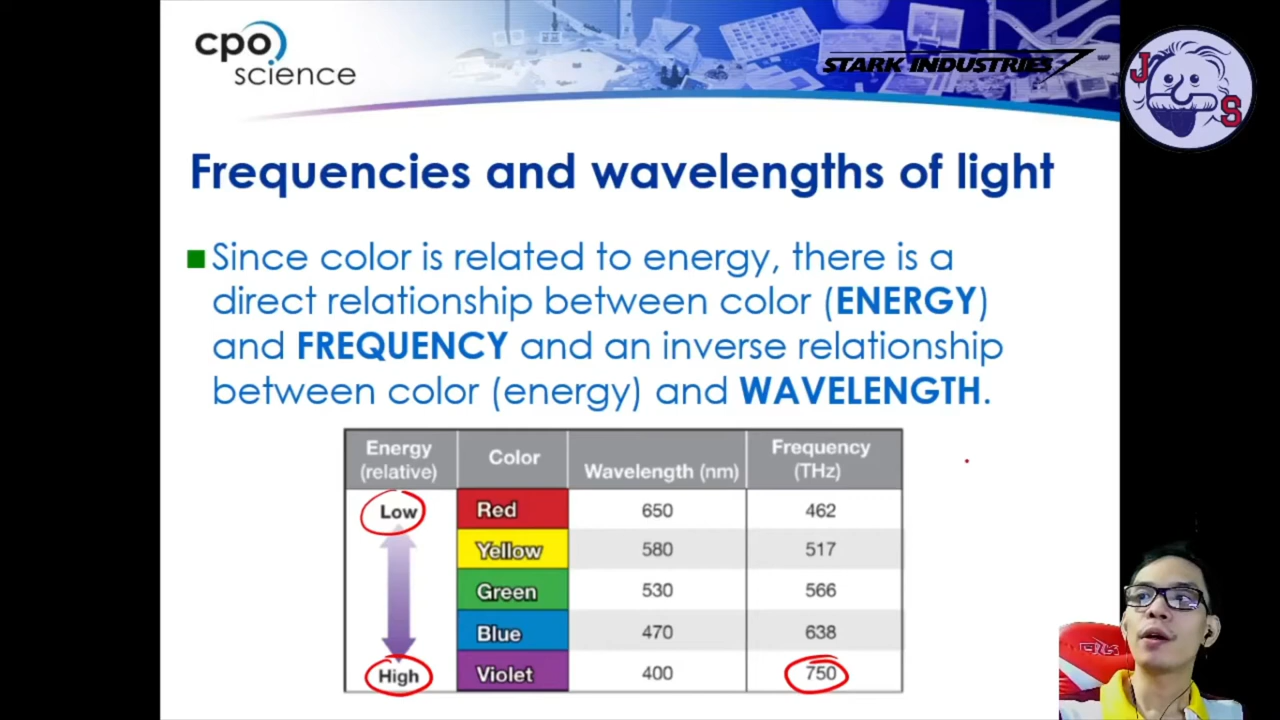 cpo
science
STARK INDUSTRIES
J
S
Frequencies and wavelengths of light
Since color is related to energy, there is a
direct relationship between color (ENERGY)
and FREQUENCY and an inverse relationship
between color (energy) and WAVELENGTH.
Energy (relative) Color Wavelength (nm) Frequency (THz)
Low Red 650 462
Yellow 580 517
Green 530 566
Blue 470 638
High Violet 400 750